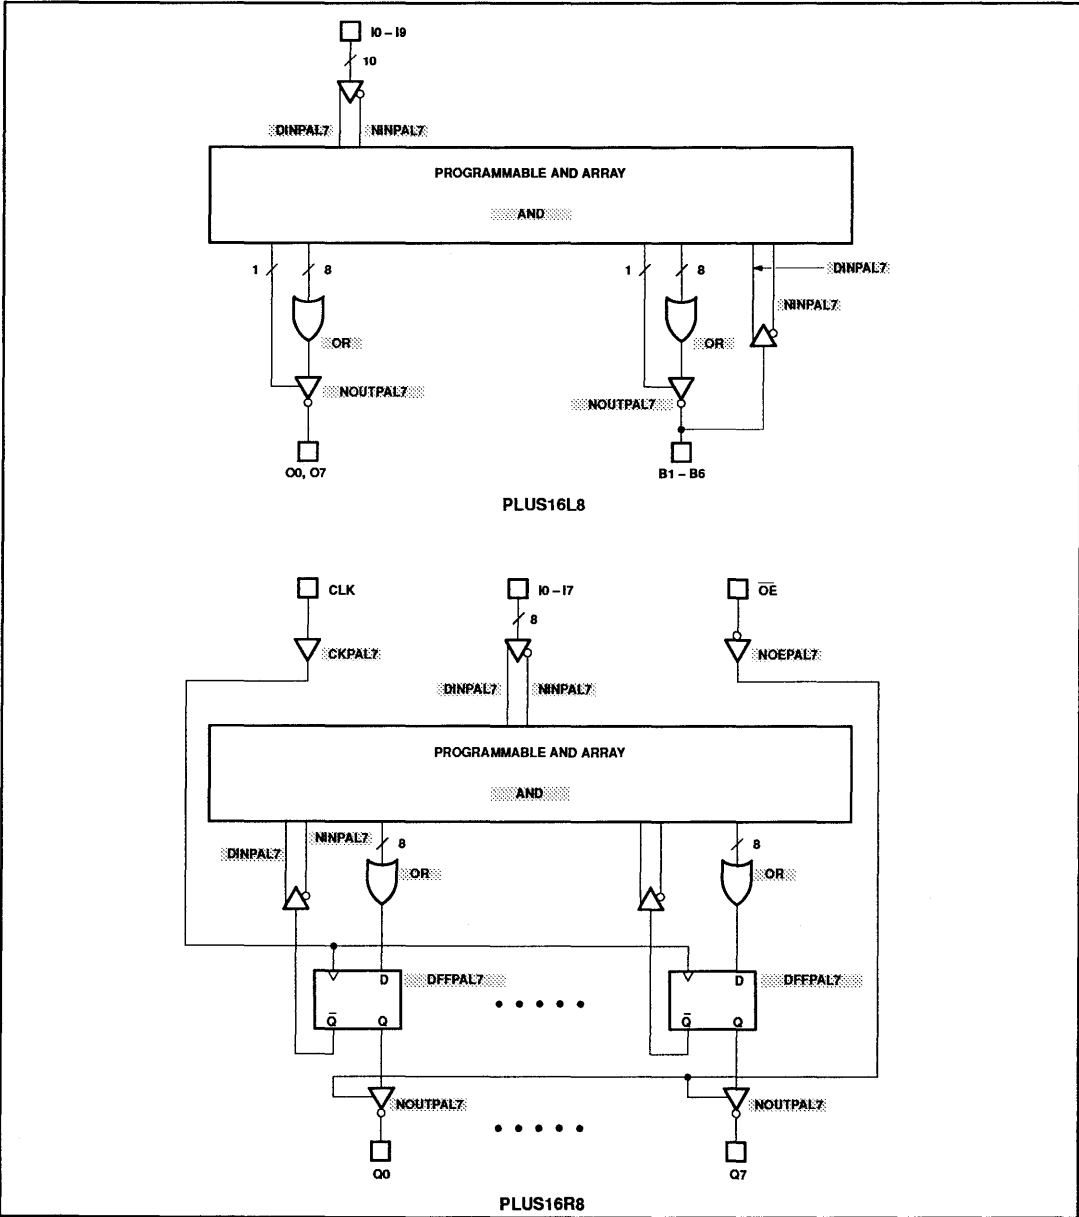 I0 – I9
10
DINPAL7 NINPAL7
PROGRAMMABLE AND ARRAY
AND
1 8 1 8 DINPAL7
NINPAL7
OR OR
NOUTPAL7 NOUTPAL7
O0, O7 B1 – B6
PLUS16L8
CLK I0 – I7 OE
8
CKPAL7 NOEPAL7
DINPAL7 NINPAL7
PROGRAMMABLE AND ARRAY
AND
NINPAL7 8 8
DINPAL7
OR OR
D DFFPAL7 D DFFPAL7
Q̅ Q Q̅ Q
NOUTPAL7 NOUTPAL7
Q0 Q7
PLUS16R8